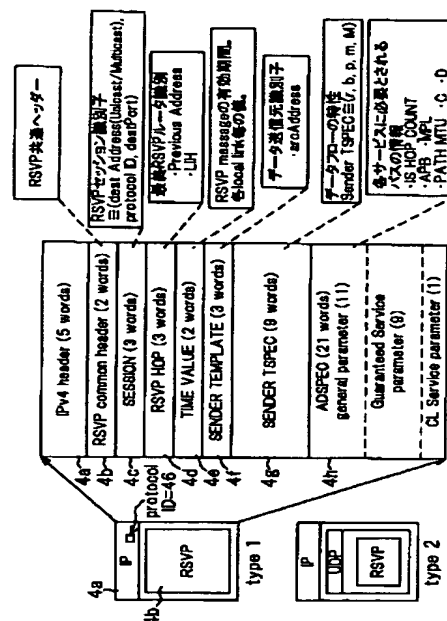 4a
IP
protocol
ID=46
RSVP
4b
type 1
IP
UDP
RSVP
type 2
4a
IPv4 header (5 words)
4b
RSVP common header (2 words)
4c
SESSION (3 words)
RSVP HOP (3 words)
4d
TIME VALUE (2 words)
4e
SENDER TEMPLATE (3 words)
4f
SENDER TSPEC (9 words)
4g
ADSPEC (21 words)
general parameter (11)
4h
Guaranteed Service
parameter (9)
CL Service parameter (1)
RSVP共通ヘッダー
RSVPセッション識別子
≡(dest Address(Unicast/Multicast),
protocol ID, destPort)
RSVPルータ識別
・Previous Address
・LIH
RSVP messageの有効期間。
各local link毎の値。
データ送信元識別子
・srcAddress
データフローの特性
Sender TSPEC≡(r, b, p, m, M)
各サービスに必要とされる
パスの情報
・IS HOP COUNT
・APB ・MPL
・PATH MTU ・C ・D